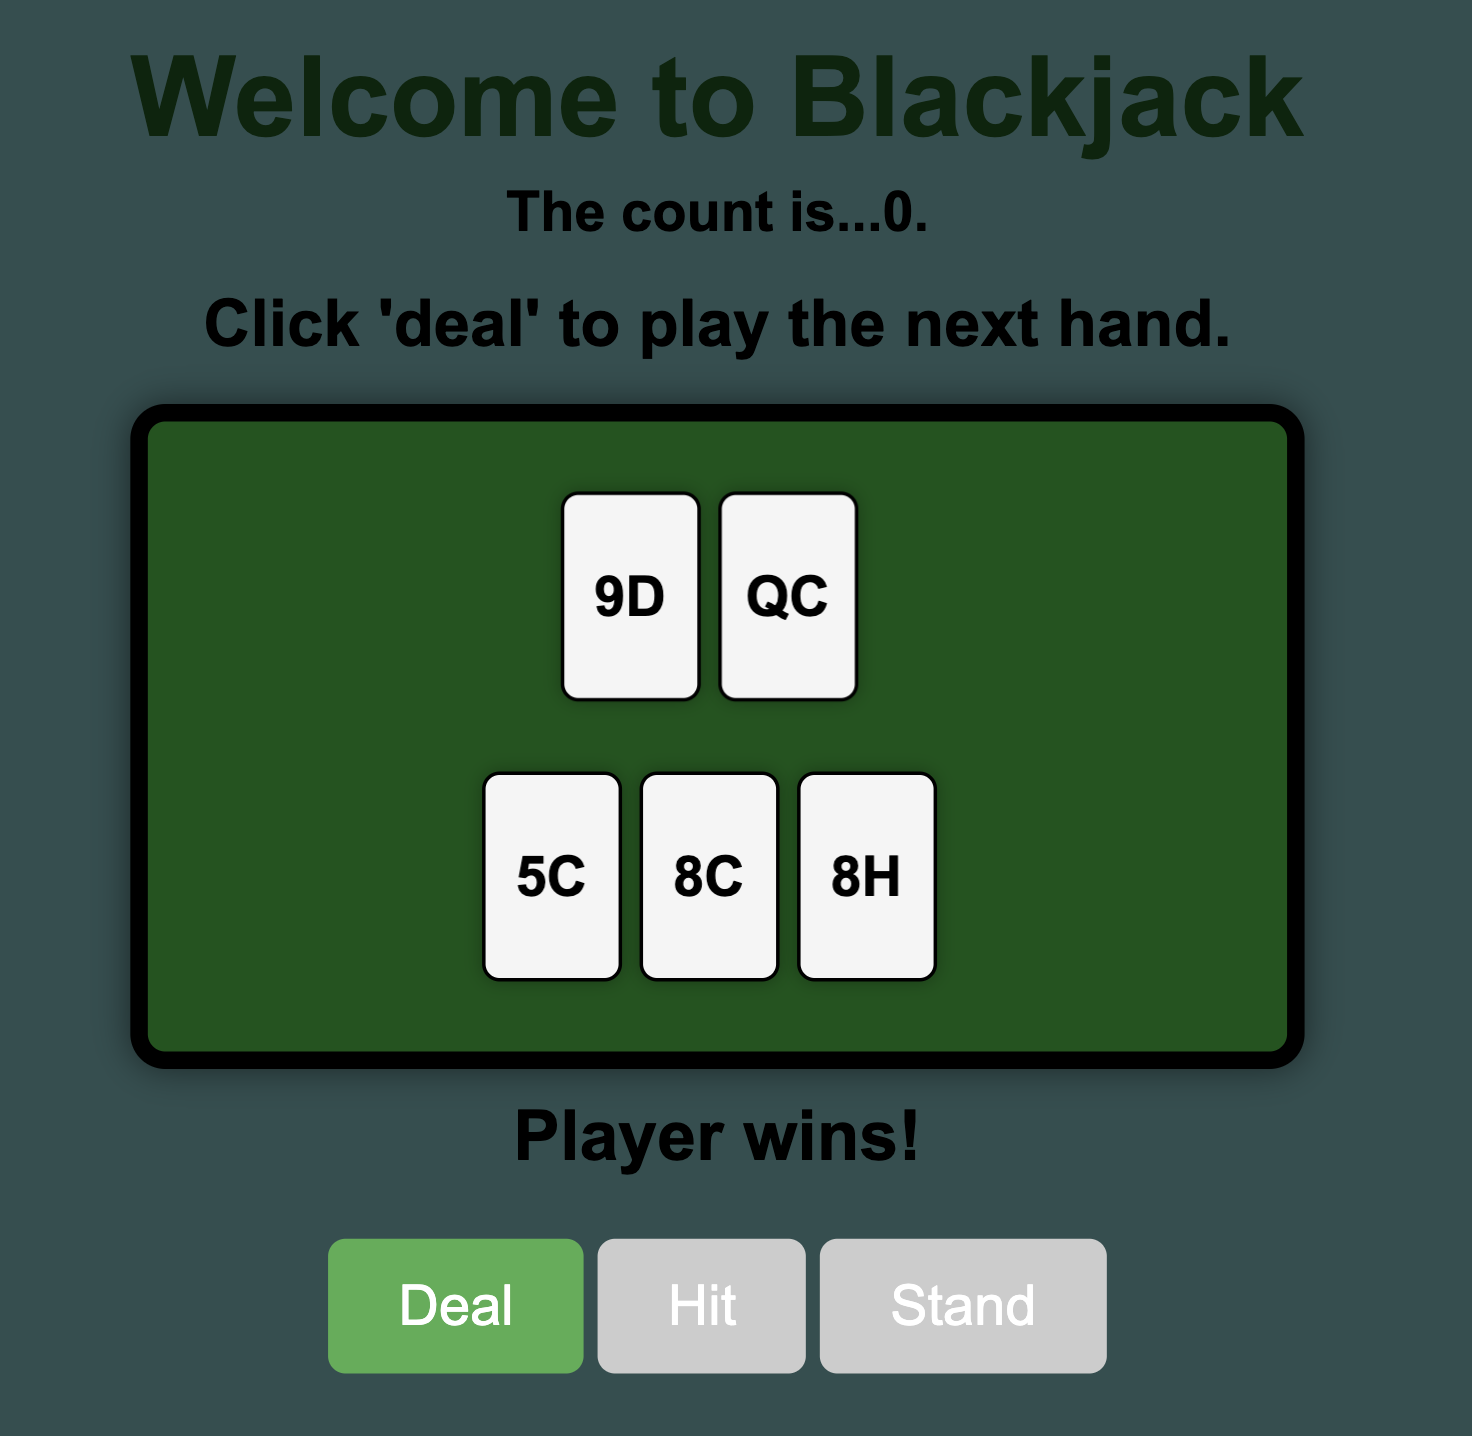 Welcome to Blackjack
The count is...0.
Click 'deal' to play the next hand.
9D QC
5C 8C 8H
Player wins!
Deal Hit Stand